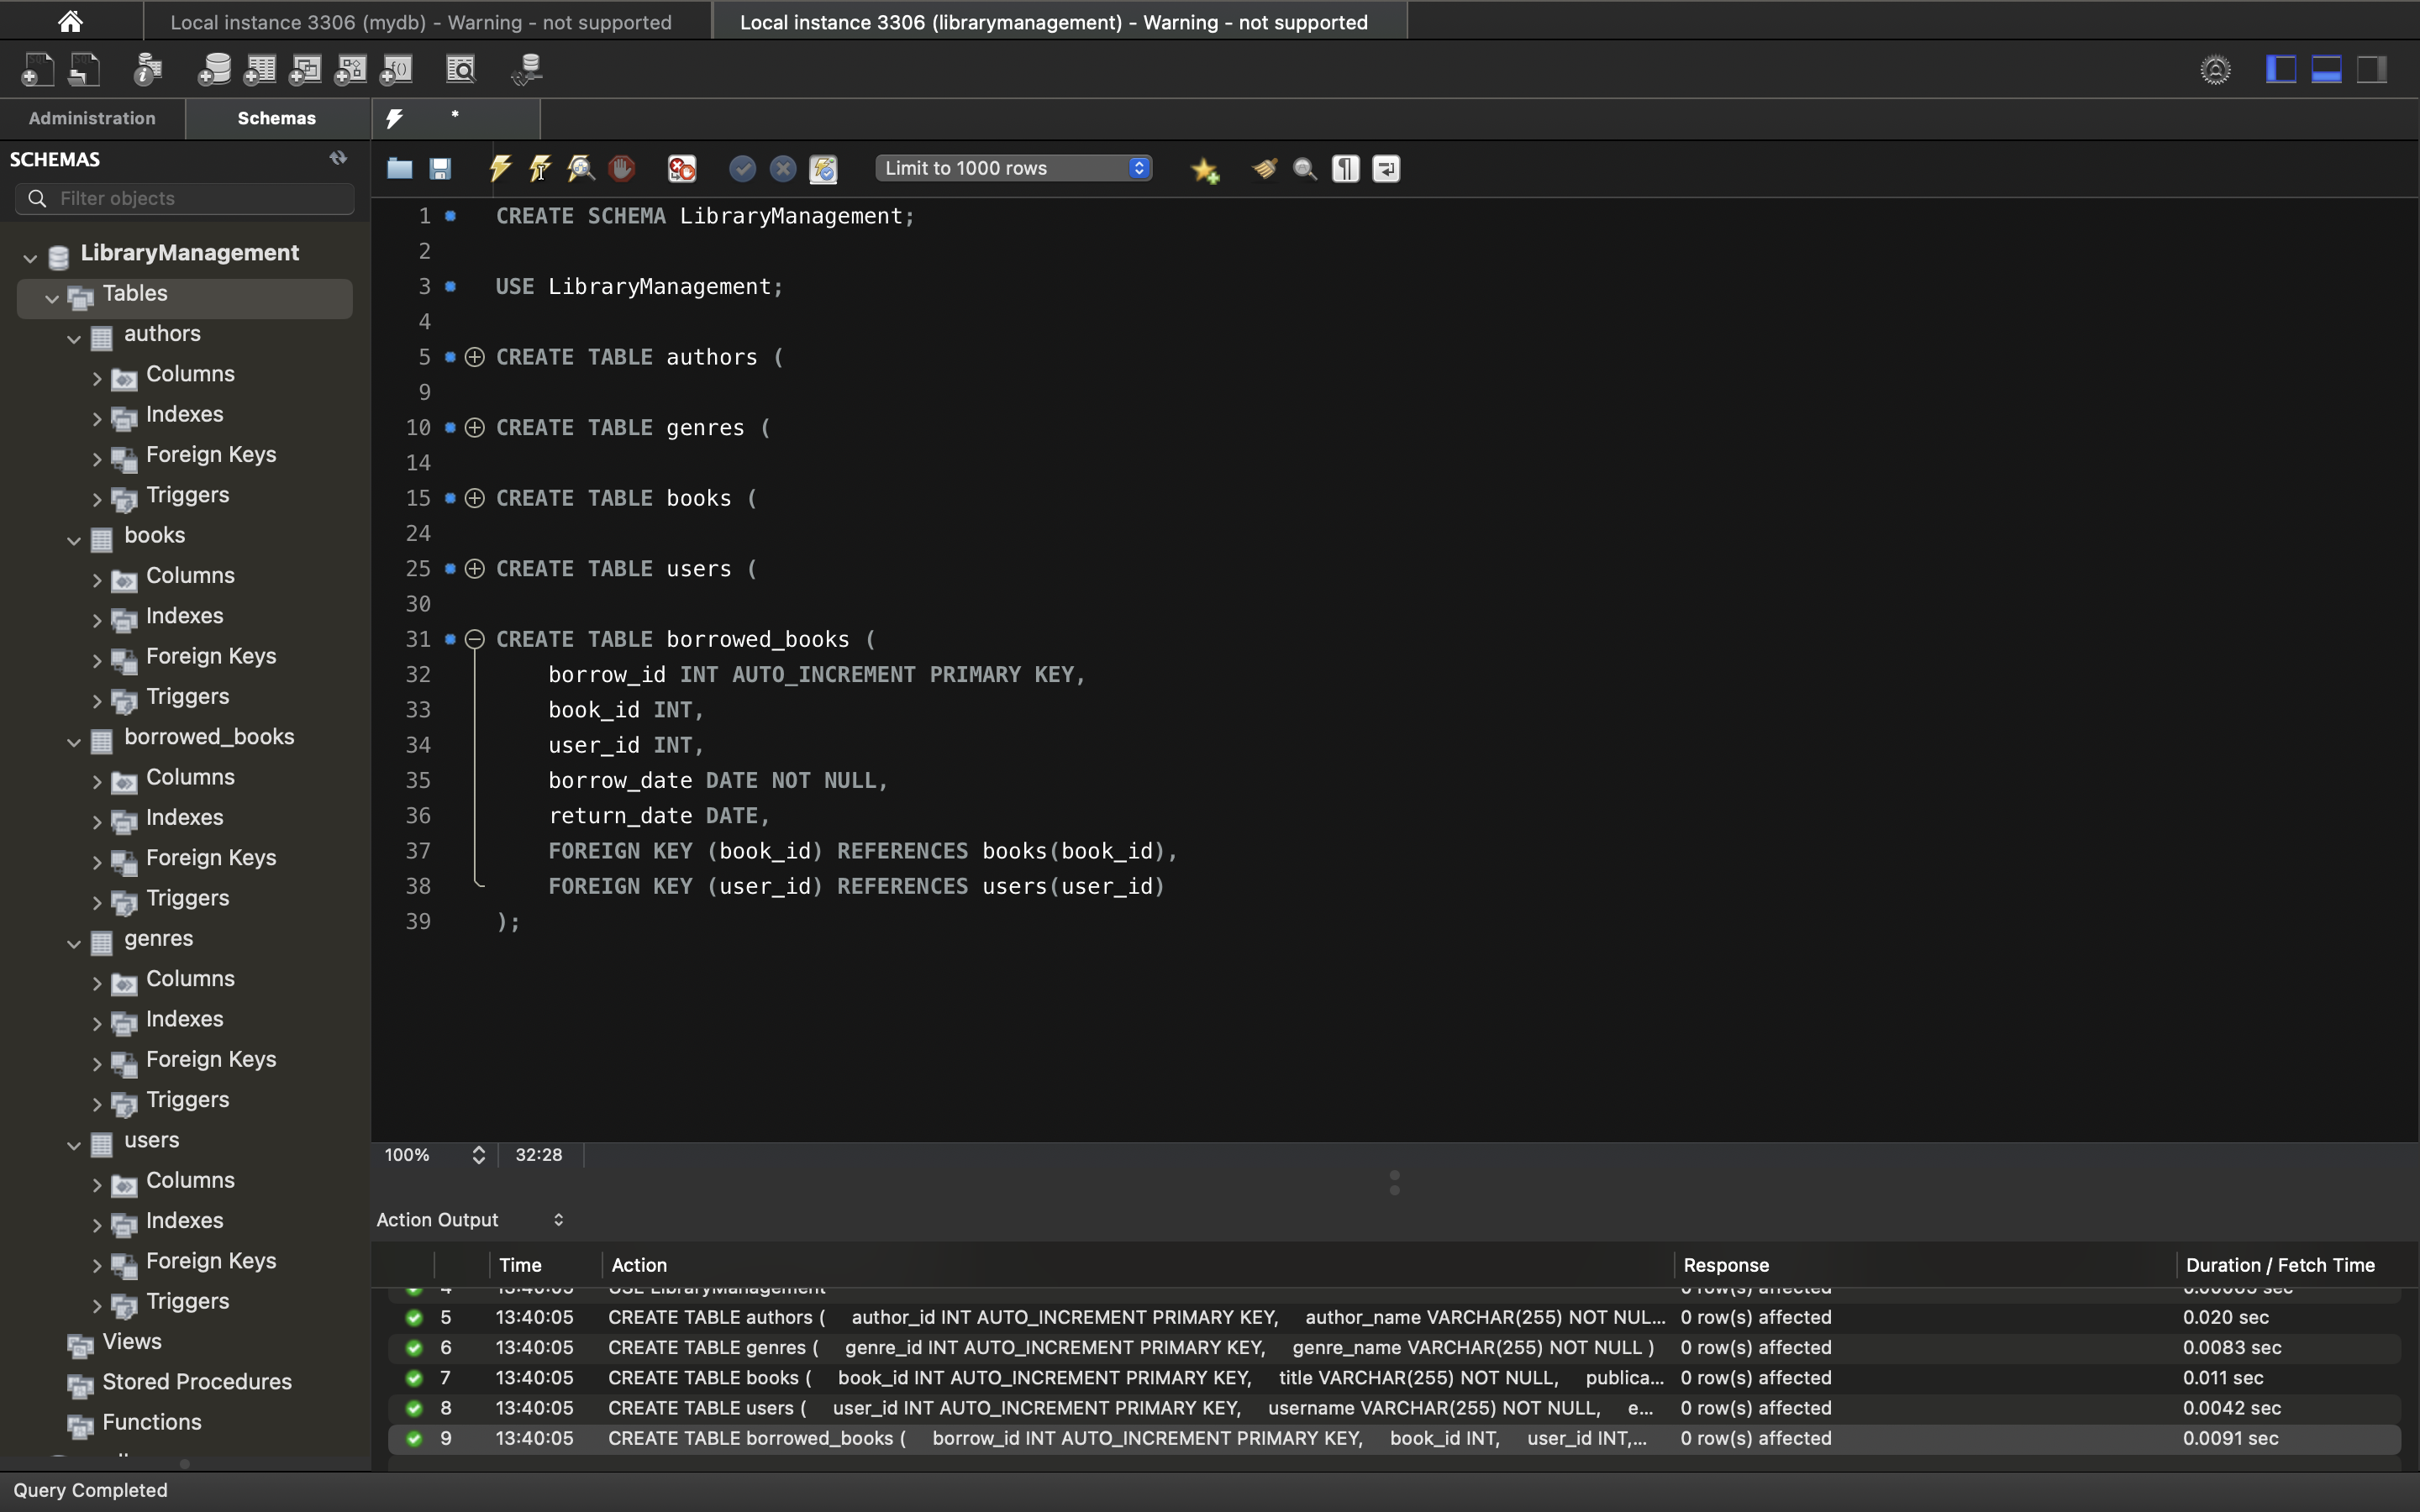 Local instance 3306 (mydb) - Warning - not supported
Local instance 3306 (librarymanagement) - Warning - not supported
Administration
Schemas
*
SCHEMAS
Filter objects
Limit to 1000 rows
LibraryManagement
Tables
authors
Columns
Indexes
Foreign Keys
Triggers
books
Columns
Indexes
Foreign Keys
Triggers
borrowed_books
Columns
Indexes
Foreign Keys
Triggers
genres
Columns
Indexes
Foreign Keys
Triggers
users
Columns
Indexes
Foreign Keys
Triggers
Views
Stored Procedures
Functions
1 CREATE SCHEMA LibraryManagement;
2
3 USE LibraryManagement;
4
5 CREATE TABLE authors (
9
10 CREATE TABLE genres (
14
15 CREATE TABLE books (
24
25 CREATE TABLE users (
30
31 CREATE TABLE borrowed_books (
32 borrow_id INT AUTO_INCREMENT PRIMARY KEY,
33 book_id INT,
34 user_id INT,
35 borrow_date DATE NOT NULL,
36 return_date DATE,
37 FOREIGN KEY (book_id) REFERENCES books(book_id),
38 FOREIGN KEY (user_id) REFERENCES users(user_id)
39 );
100% 32:28
Action Output
Time Action Response Duration / Fetch Time
4 13:40:05 USE LibraryManagement 0 row(s) affected
5 13:40:05 CREATE TABLE authors ( author_id INT AUTO_INCREMENT PRIMARY KEY, author_name VARCHAR(255) NOT NUL... 0 row(s) affected 0.020 sec
6 13:40:05 CREATE TABLE genres ( genre_id INT AUTO_INCREMENT PRIMARY KEY, genre_name VARCHAR(255) NOT NULL ) 0 row(s) affected 0.0083 sec
7 13:40:05 CREATE TABLE books ( book_id INT AUTO_INCREMENT PRIMARY KEY, title VARCHAR(255) NOT NULL, publica... 0 row(s) affected 0.011 sec
8 13:40:05 CREATE TABLE users ( user_id INT AUTO_INCREMENT PRIMARY KEY, username VARCHAR(255) NOT NULL, e... 0 row(s) affected 0.0042 sec
9 13:40:05 CREATE TABLE borrowed_books ( borrow_id INT AUTO_INCREMENT PRIMARY KEY, book_id INT, user_id INT,... 0 row(s) affected 0.0091 sec
Query Completed